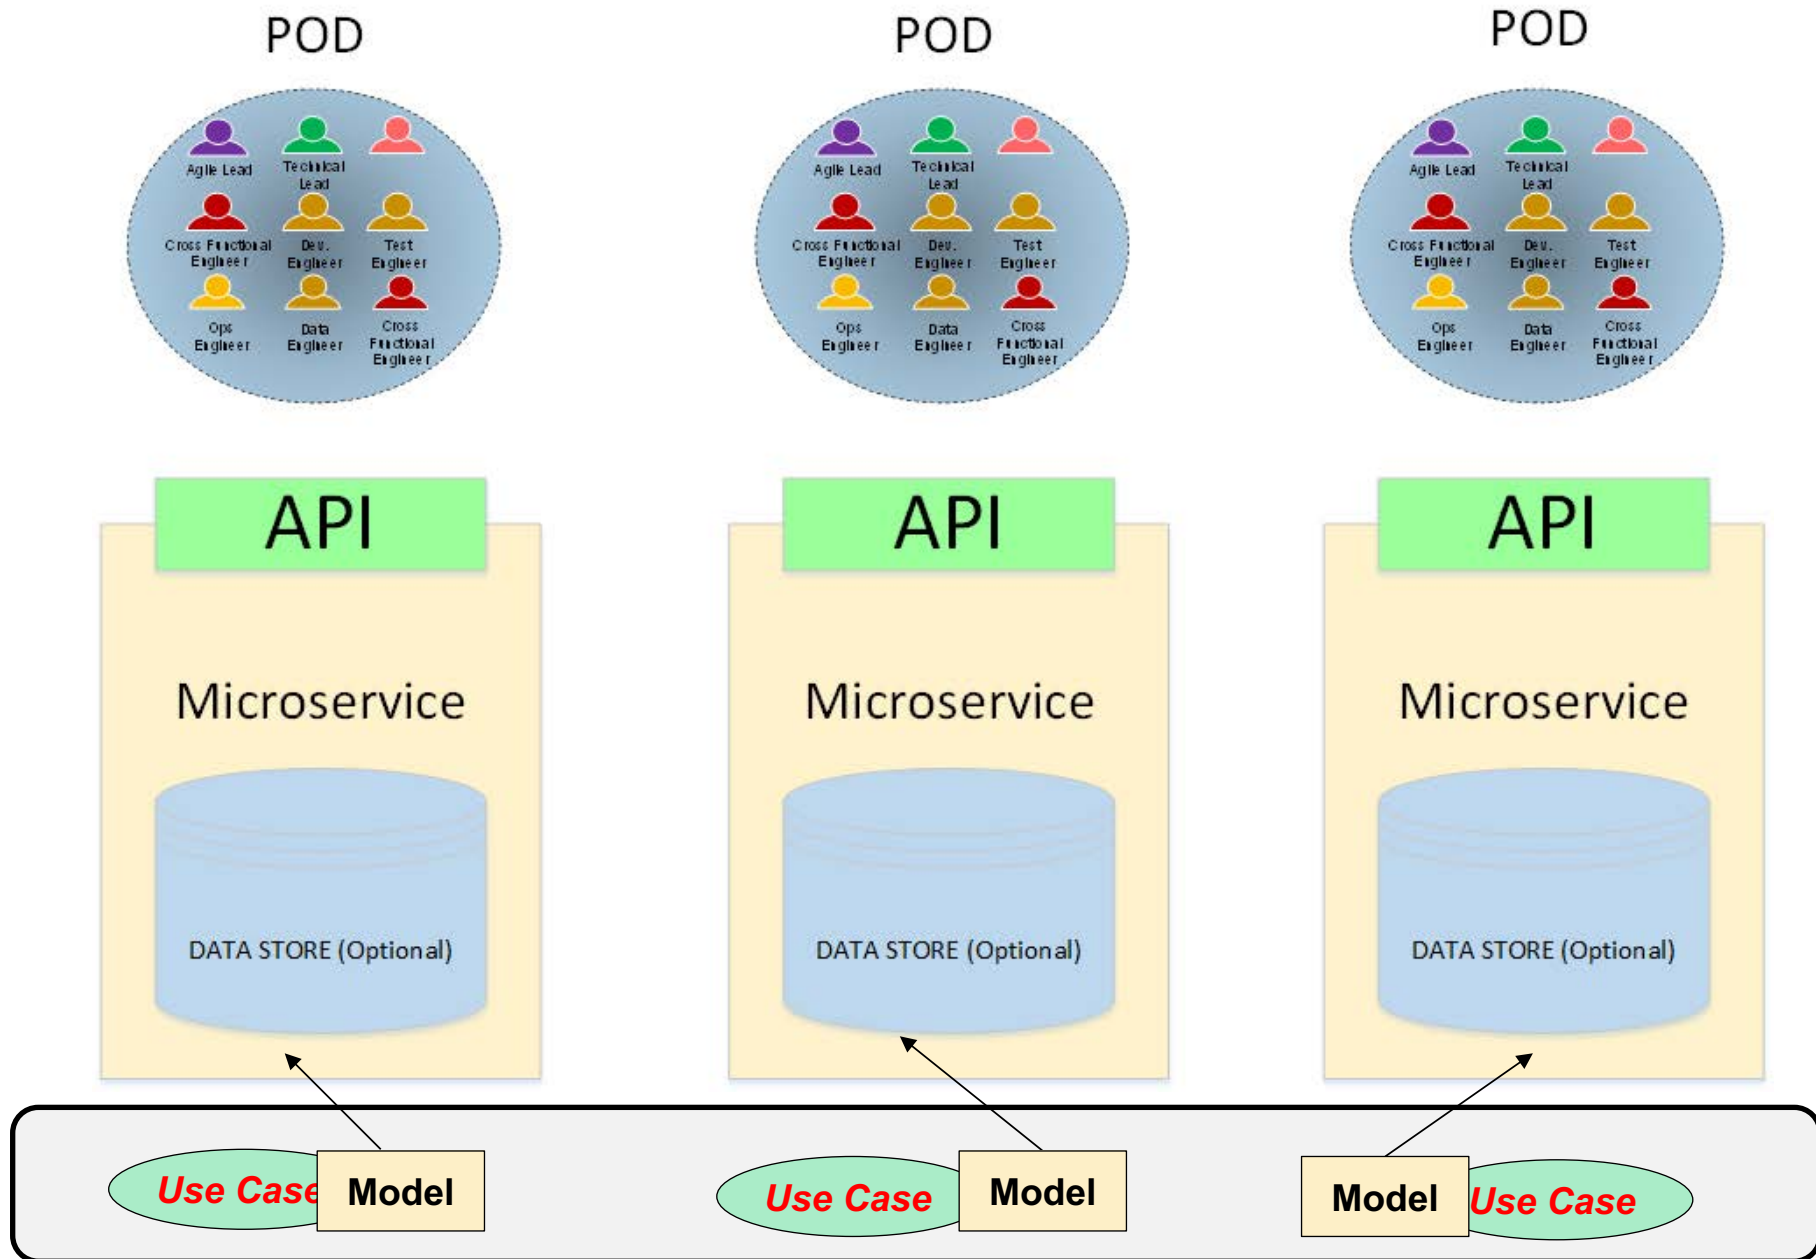 POD
POD
POD
Agile Lead
Technical
Lead
Cross Functional
Engineer
Dev.
Engineer
Test
Engineer
Ops
Engineer
Data
Engineer
Cross
Functional
Engineer
Agile Lead
Technical
Lead
Cross Functional
Engineer
Dev.
Engineer
Test
Engineer
Ops
Engineer
Data
Engineer
Cross
Functional
Engineer
Agile Lead
Technical
Lead
Cross Functional
Engineer
Dev.
Engineer
Test
Engineer
Ops
Engineer
Data
Engineer
Cross
Functional
Engineer
API
API
API
Microservice
Microservice
Microservice
DATA STORE (Optional)
DATA STORE (Optional)
DATA STORE (Optional)
Use Case
Model
Use Case
Model
Model
Use Case